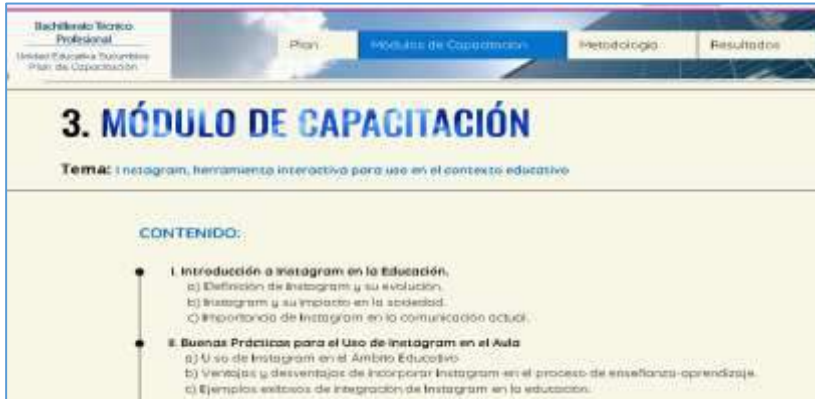 Bachillerato Técnico
Profesional
Unidad Educativa Sucumbíos
Plan de Capacitación
Plan
Módulos de Capacitación
Metodología
Resultados
3. MÓDULO DE CAPACITACIÓN
Tema: Instagram, herramienta interactiva para uso en el contexto educativo
CONTENIDO:
I. Introducción a Instagram en la Educación.
a) Definición de Instagram y su evolución.
b) Instagram y su impacto en la sociedad.
c) Importancia de Instagram en la comunicación actual.
II. Buenas Prácticas para el Uso de Instagram en el Aula
a) Uso de Instagram en el Ámbito Educativo
b) Ventajas y desventajas de incorporar Instagram en el proceso de enseñanza-aprendizaje.
c) Ejemplos exitosos de integración de Instagram en la educación.